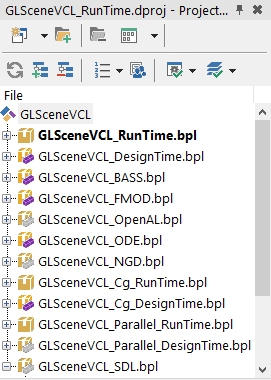 GLSceneVCL_RunTime.dproj - Project...
File
GLSceneVCL
GLSceneVCL_RunTime.bpl
GLSceneVCL_DesignTime.bpl
GLSceneVCL_BASS.bpl
GLSceneVCL_FMOD.bpl
GLSceneVCL_OpenAL.bpl
GLSceneVCL_ODE.bpl
GLSceneVCL_NGD.bpl
GLSceneVCL_Cg_RunTime.bpl
GLSceneVCL_Cg_DesignTime.bpl
GLSceneVCL_Parallel_RunTime.bpl
GLSceneVCL_Parallel_DesignTime.bpl
GLSceneVCL_SDL.bpl